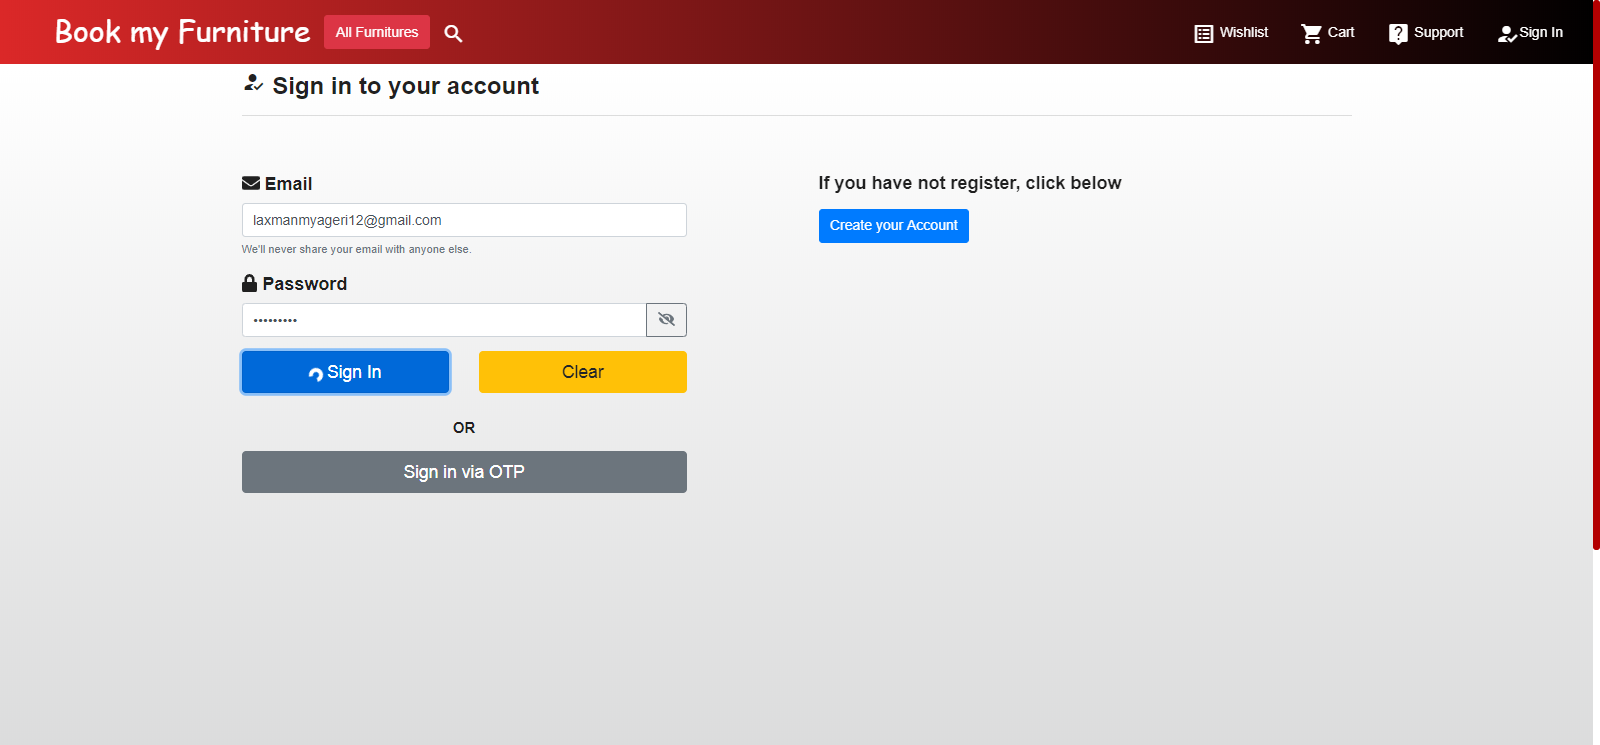 Book my Furniture All Furnitures Wishlist Cart Support Sign In
Sign in to your account
Email
laxmanmyageri12@gmail.com
We'll never share your email with anyone else.
Password
•••••••••
Sign In Clear
OR
Sign in via OTP
If you have not register, click below
Create your Account